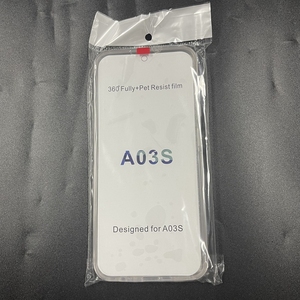 360°Fully+Pet Resist film
A03S
Designed for A03S